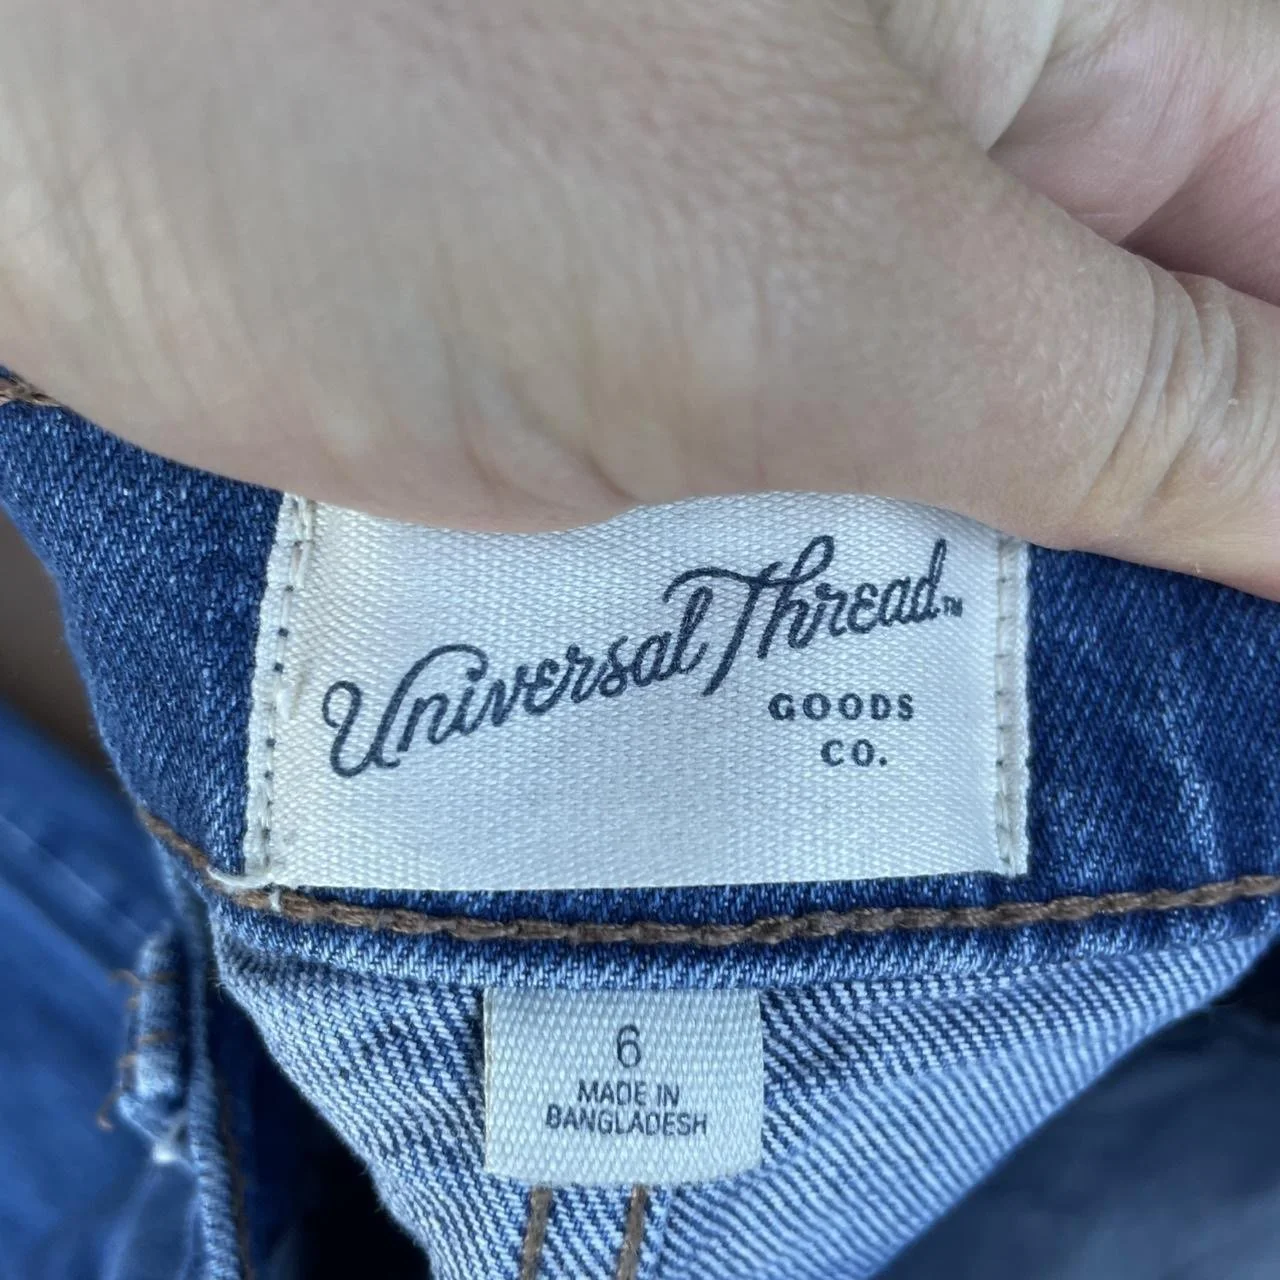 Universal Thread™
GOODS
CO.
6
MADE IN
BANGLADESH